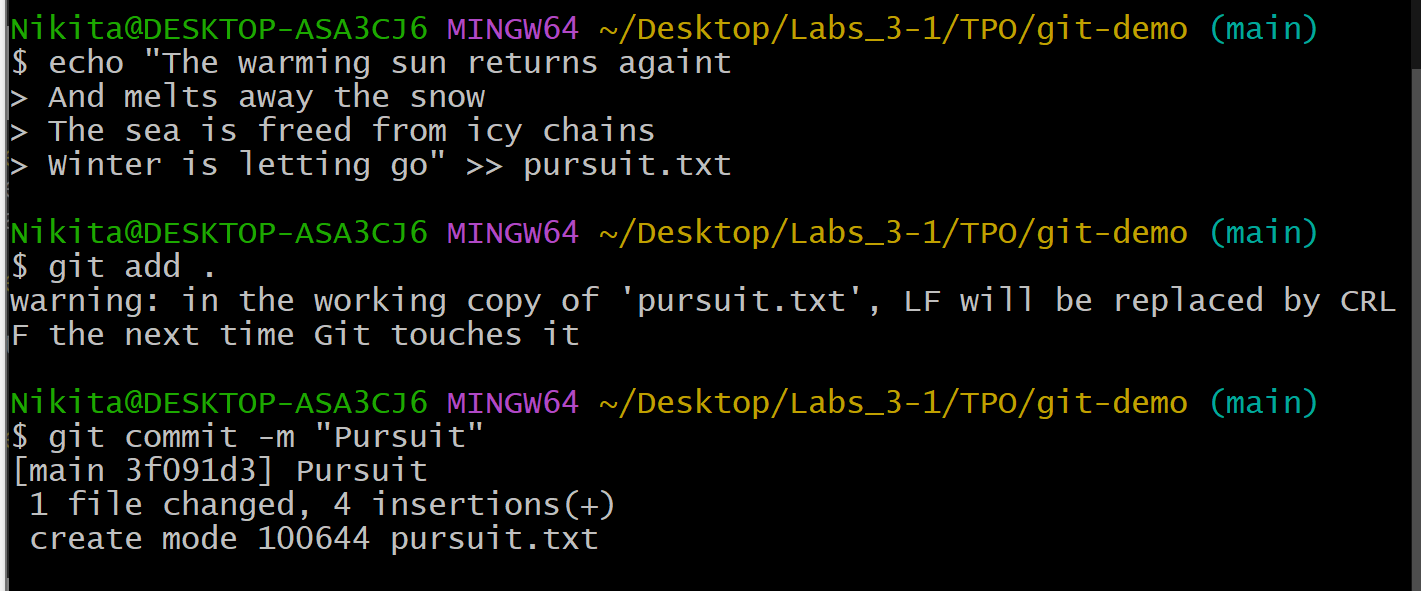 Nikita@DESKTOP-ASA3CJ6 MINGW64 ~/Desktop/Labs_3-1/TPO/git-demo (main)
$ echo "The warming sun returns againt
> And melts away the snow
> The sea is freed from icy chains
> Winter is letting go" >> pursuit.txt
Nikita@DESKTOP-ASA3CJ6 MINGW64 ~/Desktop/Labs_3-1/TPO/git-demo (main)
$ git add .
warning: in the working copy of 'pursuit.txt', LF will be replaced by CRL
F the next time Git touches it
Nikita@DESKTOP-ASA3CJ6 MINGW64 ~/Desktop/Labs_3-1/TPO/git-demo (main)
$ git commit -m "Pursuit"
[main 3f091d3] Pursuit
 1 file changed, 4 insertions(+)
 create mode 100644 pursuit.txt